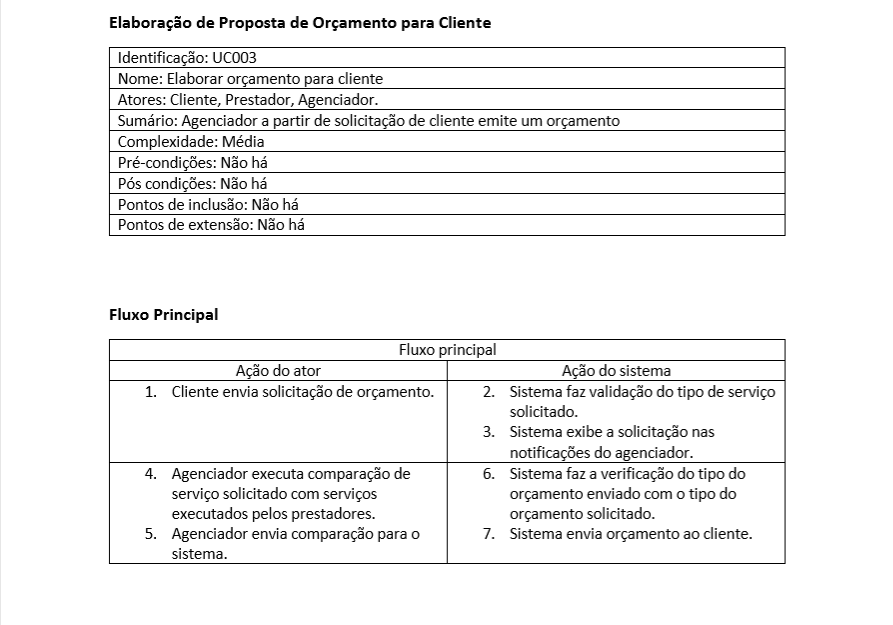 Elaboração de Proposta de Orçamento para Cliente
Identificação: UC003
Nome: Elaborar orçamento para cliente
Atores: Cliente, Prestador, Agenciador.
Sumário: Agenciador a partir de solicitação de cliente emite um orçamento
Complexidade: Média
Pré-condições: Não há
Pós condições: Não há
Pontos de inclusão: Não há
Pontos de extensão: Não há
Fluxo Principal
Fluxo principal
Ação do ator
Ação do sistema
1. Cliente envia solicitação de orçamento.
2. Sistema faz validação do tipo de serviço
solicitado.
3. Sistema exibe a solicitação nas
notificações do agenciador.
4. Agenciador executa comparação de
serviço solicitado com serviços
executados pelos prestadores.
5. Agenciador envia comparação para o
sistema.
6. Sistema faz a verificação do tipo do
orçamento enviado com o tipo do
orçamento solicitado.
7. Sistema envia orçamento ao cliente.